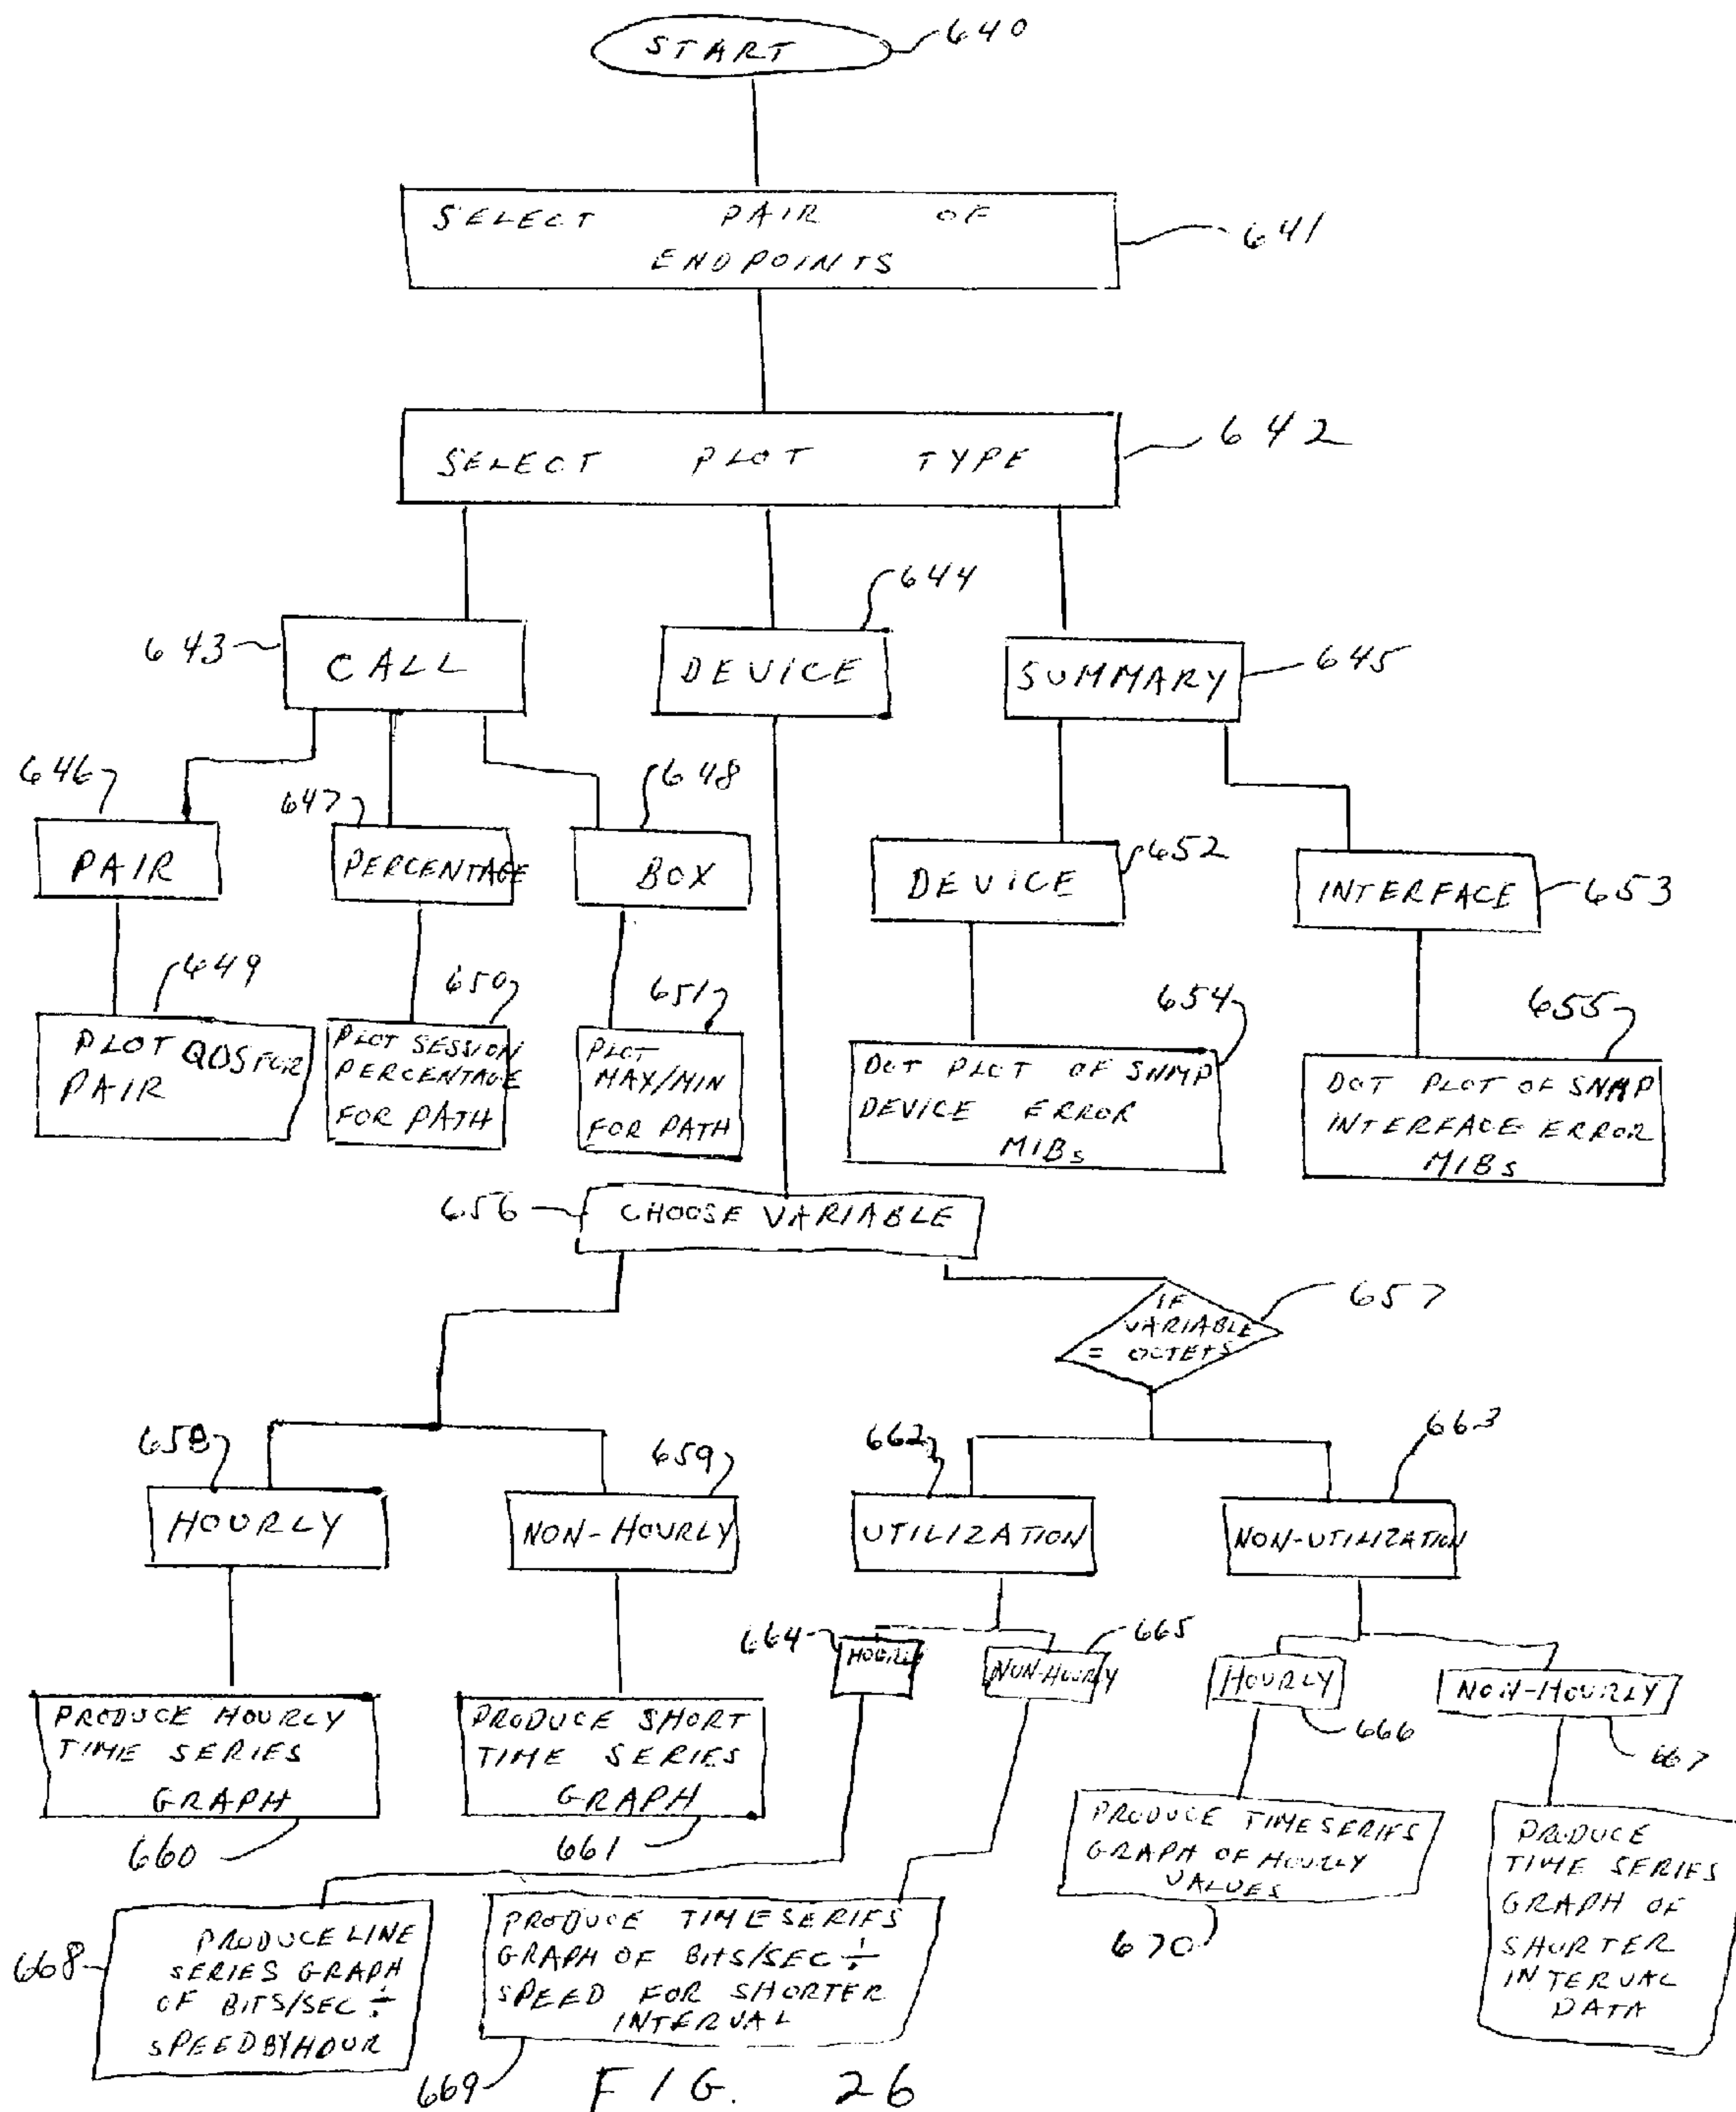 START
640
SELECT PAIR OF
ENDPOINTS
641
SELECT PLOT TYPE
642
643
CALL
644
DEVICE
SUMMARY
645
646
PAIR
647
PERCENTAGE
648
BOX
652
DEVICE
INTERFACE
653
649
PLOT QOS FOR
PAIR
650
PLOT SESSION
PERCENTAGE
FOR PATH
651
PLOT
MAX/MIN
FOR PATH
654
DOT PLOT OF SNMP
DEVICE ERROR
MIBs
655
DOT PLOT OF SNMP
INTERFACE ERROR
MIBs
656
CHOOSE VARIABLE
657
IF
VARIABLE
= OCTETS
658
HOURLY
659
NON-HOURLY
662
UTILIZATION
663
NON-UTILIZATION
664
HOURLY
665
NON-HOURLY
HOURLY
666
NON-HOURLY
667
PRODUCE HOURLY
TIME SERIES
GRAPH
660
PRODUCE SHORT
TIME SERIES
GRAPH
661
668
PRODUCE LINE
SERIES GRAPH
OF BITS/SEC ÷
SPEED BY HOUR
PRODUCE TIME SERIES
GRAPH OF BITS/SEC ÷
SPEED FOR SHORTER
INTERVAL
669
PRODUCE TIME SERIES
GRAPH OF HOURLY
VALUES
670
PRODUCE
TIME SERIES
GRAPH OF
SHORTER
INTERVAL
DATA
FIG. 26